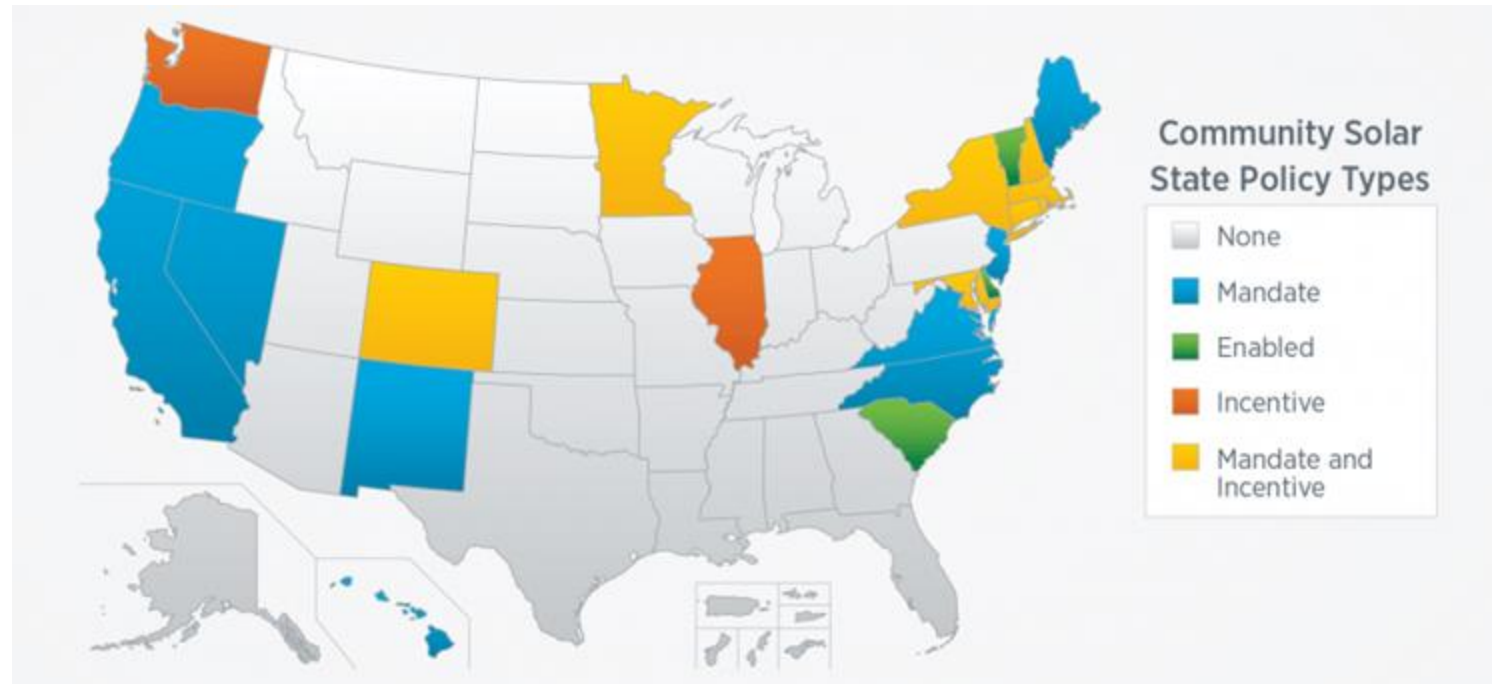 Community Solar
State Policy Types
None
Mandate
Enabled
Incentive
Mandate and
Incentive